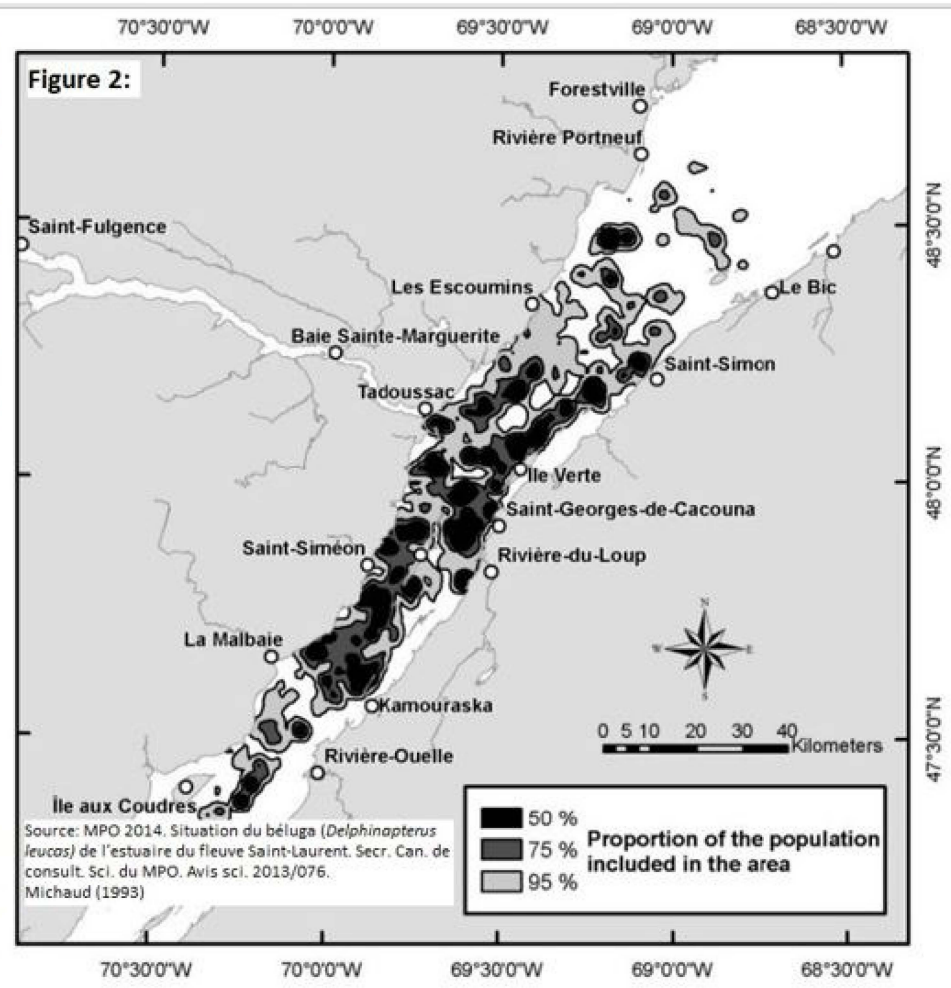 70°30'0"W 70°0'0"W 69°30'0"W 69°0'0"W 68°30'0"W
Figure 2:
Forestville
Rivière Portneuf
48°30'0"N
Saint-Fulgence
Les Escoumins
Le Bic
Baie Sainte-Marguerite
Saint-Simon
Tadoussac
48°0'0"N
Ile Verte
Saint-Georges-de-Cacouna
Saint-Siméon
Rivière-du-Loup
N
W E
S
La Malbaie
Kamouraska
0 5 10 20 30 40
Kilometers
47°30'0"N
Rivière-Ouelle
Île aux Coudres
50 %
75 %
95 %
Proportion of the population
included in the area
Source: MPO 2014. Situation du béluga (Delphinapterus
leucas) de l'estuaire du fleuve Saint-Laurent. Secr. Can. de
consult. Sci. du MPO. Avis sci. 2013/076.
Michaud (1993)
70°30'0"W 70°0'0"W 69°30'0"W 69°0'0"W 68°30'0"W